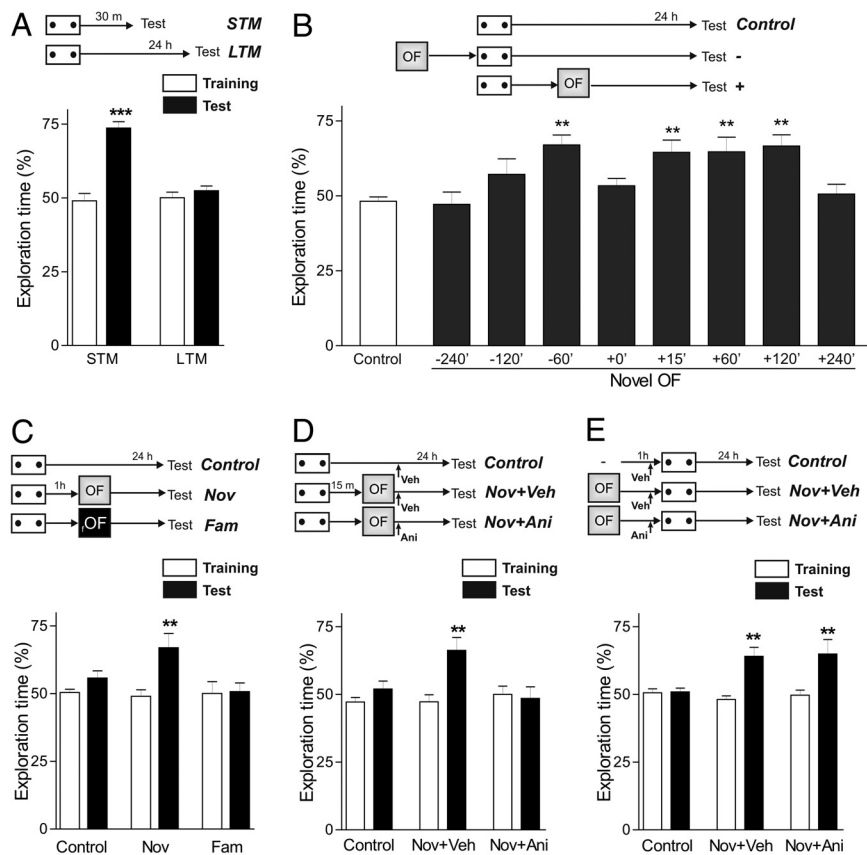 A
30 m
Test STM
24 h
Test LTM
Training
Test
Exploration time (%)
75
50
25
0
***
STM LTM
B
24 h
Test Control
OF
Test -
OF
Test +
Exploration time (%)
75
50
25
0
** ** ** **
Control -240' -120' -60' +0' +15' +60' +120' +240'
Novel OF
C
24 h
Test Control
1h
OF
Test Nov
OF
Test Fam
Training
Test
Exploration time (%)
75
50
25
0
**
Control Nov Fam
D
24 h
Test Control
Veh
15 m
OF
Test Nov+Veh
Veh
OF
Test Nov+Ani
Ani
Training
Test
Exploration time (%)
75
50
25
0
**
Control Nov+Veh Nov+Ani
E
- 1h 24 h
Test Control
Veh
OF
Test Nov+Veh
Veh
OF
Test Nov+Ani
Ani
Training
Test
Exploration time (%)
75
50
25
0
** **
Control Nov+Veh Nov+Ani